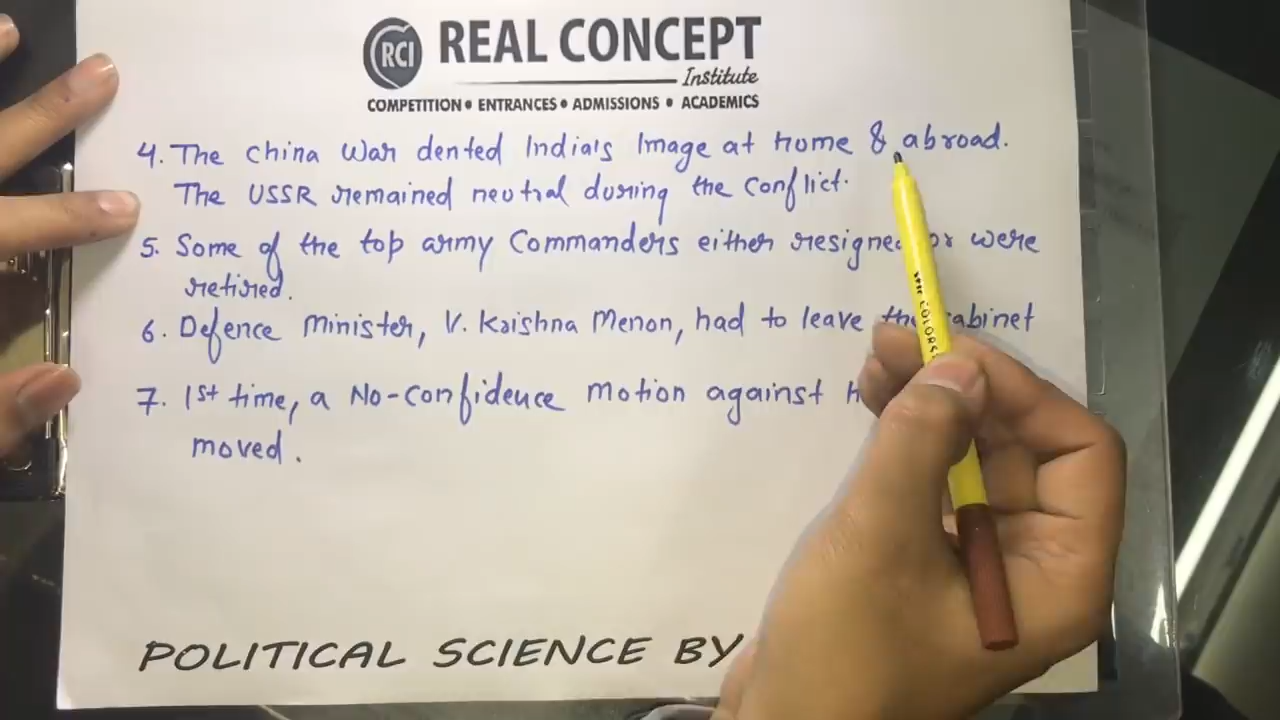 RCI REAL CONCEPT
Institute
COMPETITION • ENTRANCES • ADMISSIONS • ACADEMICS
4. The China War dented India's Image at home & abroad.
The USSR remained neutral during the conflict.
5. Some of the top army Commanders either resigned or were
retired.
6. Defence Minister, V. Krishna Menon, had to leave the cabinet
7. 1st time, a No-confidence motion against
moved.
POLITICAL SCIENCE BY